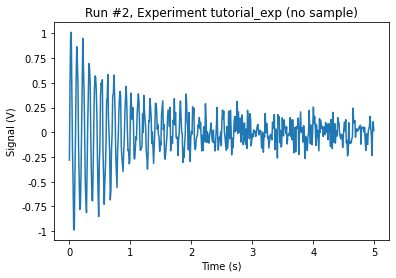 Run #2, Experiment tutorial_exp (no sample)
Signal (V)
1
0.75
0.5
0.25
0
-0.25
-0.5
-0.75
-1
0 1 2 3 4 5
Time (s)